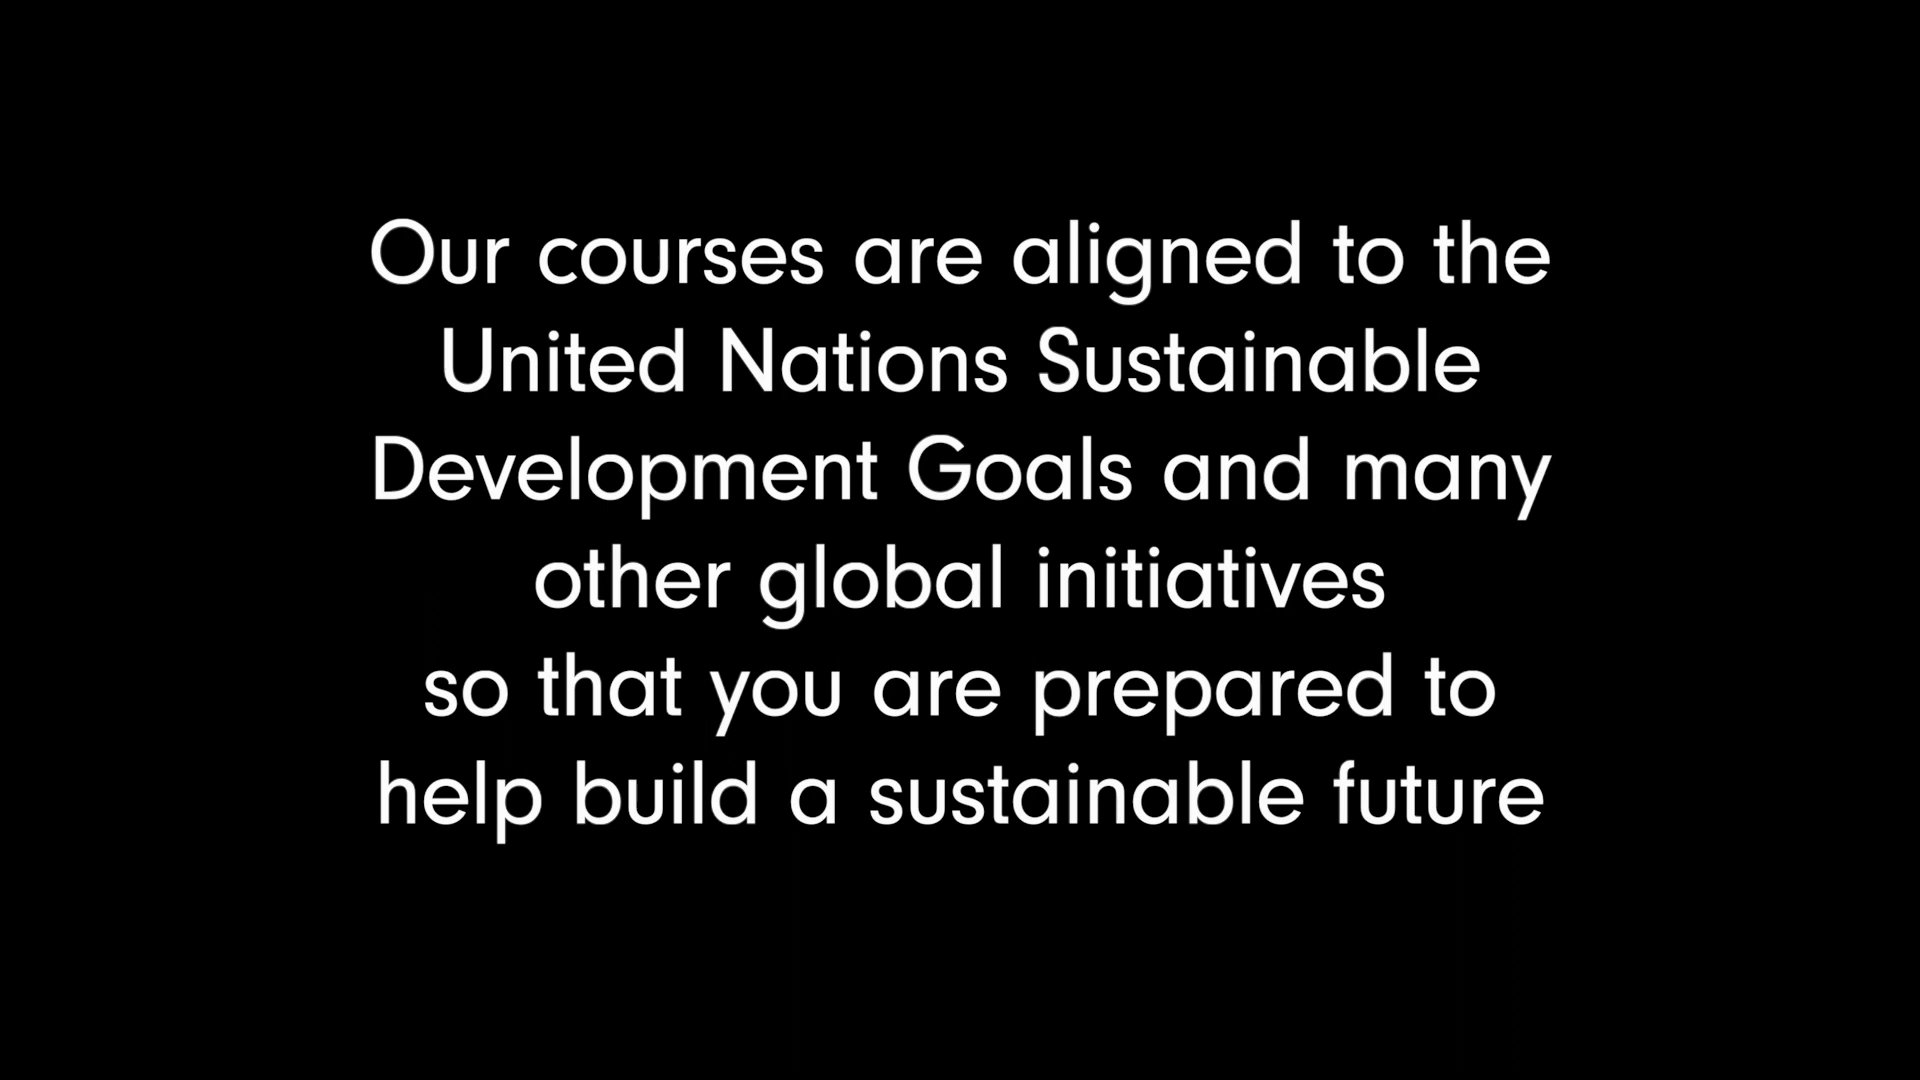 Our courses are aligned to the
United Nations Sustainable
Development Goals and many
other global initiatives
so that you are prepared to
help build a sustainable future